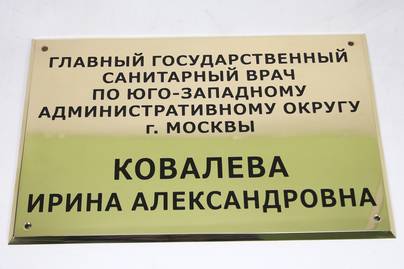 ГЛАВНЫЙ ГОСУДАРСТВЕННЫЙ
САНИТАРНЫЙ ВРАЧ
ПО ЮГО-ЗАПАДНОМУ
АДМИНИСТРАТИВНОМУ ОКРУГУ
г. МОСКВЫ
КОВАЛЕВА
ИРИНА АЛЕКСАНДРОВНА